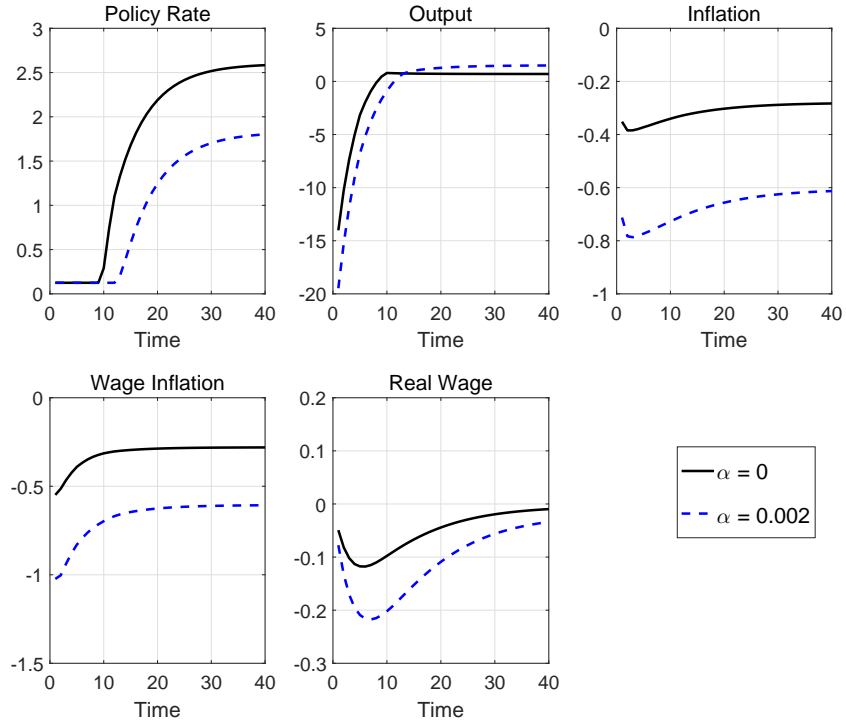 Policy Rate
3
2.5
2
1.5
1
0.5
0
0 10 20 30 40
Time
Output
5
0
-5
-10
-15
-20
0 10 20 30 40
Time
Inflation
0
-0.2
-0.4
-0.6
-0.8
-1
0 10 20 30 40
Time
Wage Inflation
0
-0.5
-1
-1.5
0 10 20 30 40
Time
Real Wage
0.2
0.1
0
-0.1
-0.2
-0.3
0 10 20 30 40
Time
α = 0
α = 0.002